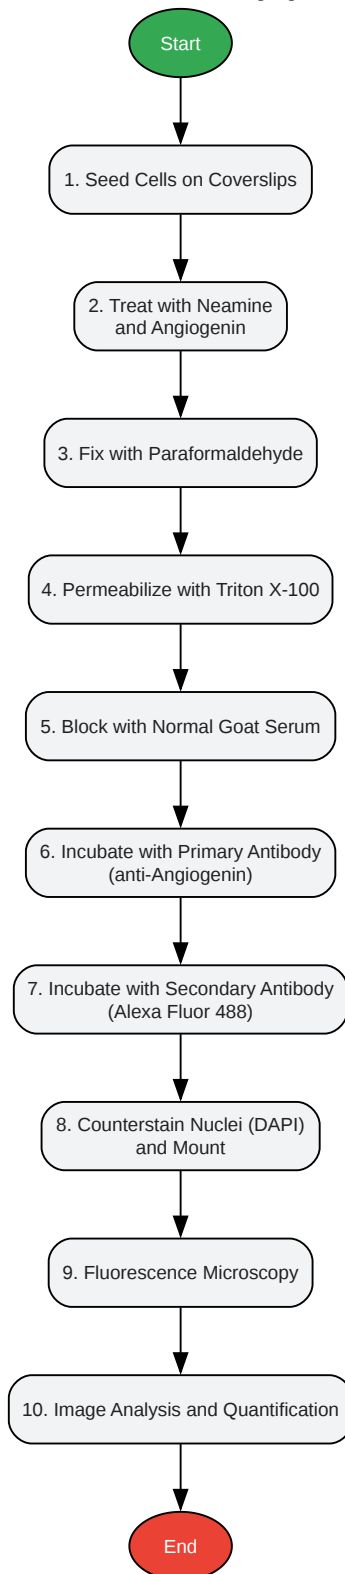 Start
1. Seed Cells on Coverslips
2. Treat with Neamine
and Angiogenin
3. Fix with Paraformaldehyde
4. Permeabilize with Triton X-100
5. Block with Normal Goat Serum
6. Incubate with Primary Antibody
(anti-Angiogenin)
7. Incubate with Secondary Antibody
(Alexa Fluor 488)
8. Counterstain Nuclei (DAPI)
and Mount
9. Fluorescence Microscopy
10. Image Analysis and Quantification
End